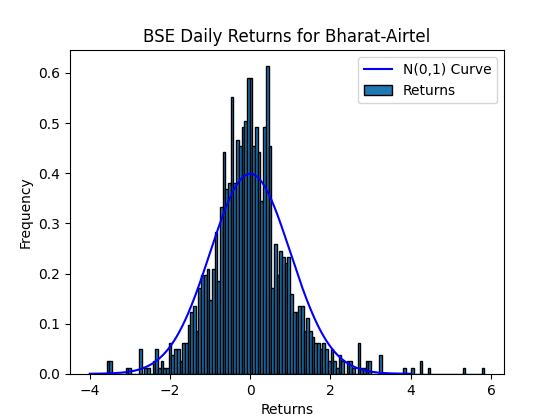 BSE Daily Returns for Bharat-Airtel
N(0,1) Curve
Returns
Frequency
0.6
0.5
0.4
0.3
0.2
0.1
0.0
−4 −2 0 2 4 6
Returns